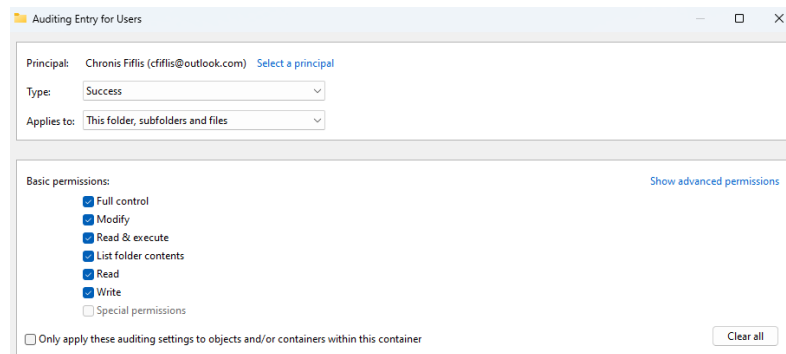 Auditing Entry for Users
Principal: Chronis Fiflis (cfiflis@outlook.com) Select a principal
Type: Success
Applies to: This folder, subfolders and files
Basic permissions: Show advanced permissions
Full control
Modify
Read & execute
List folder contents
Read
Write
Special permissions
Only apply these auditing settings to objects and/or containers within this container Clear all